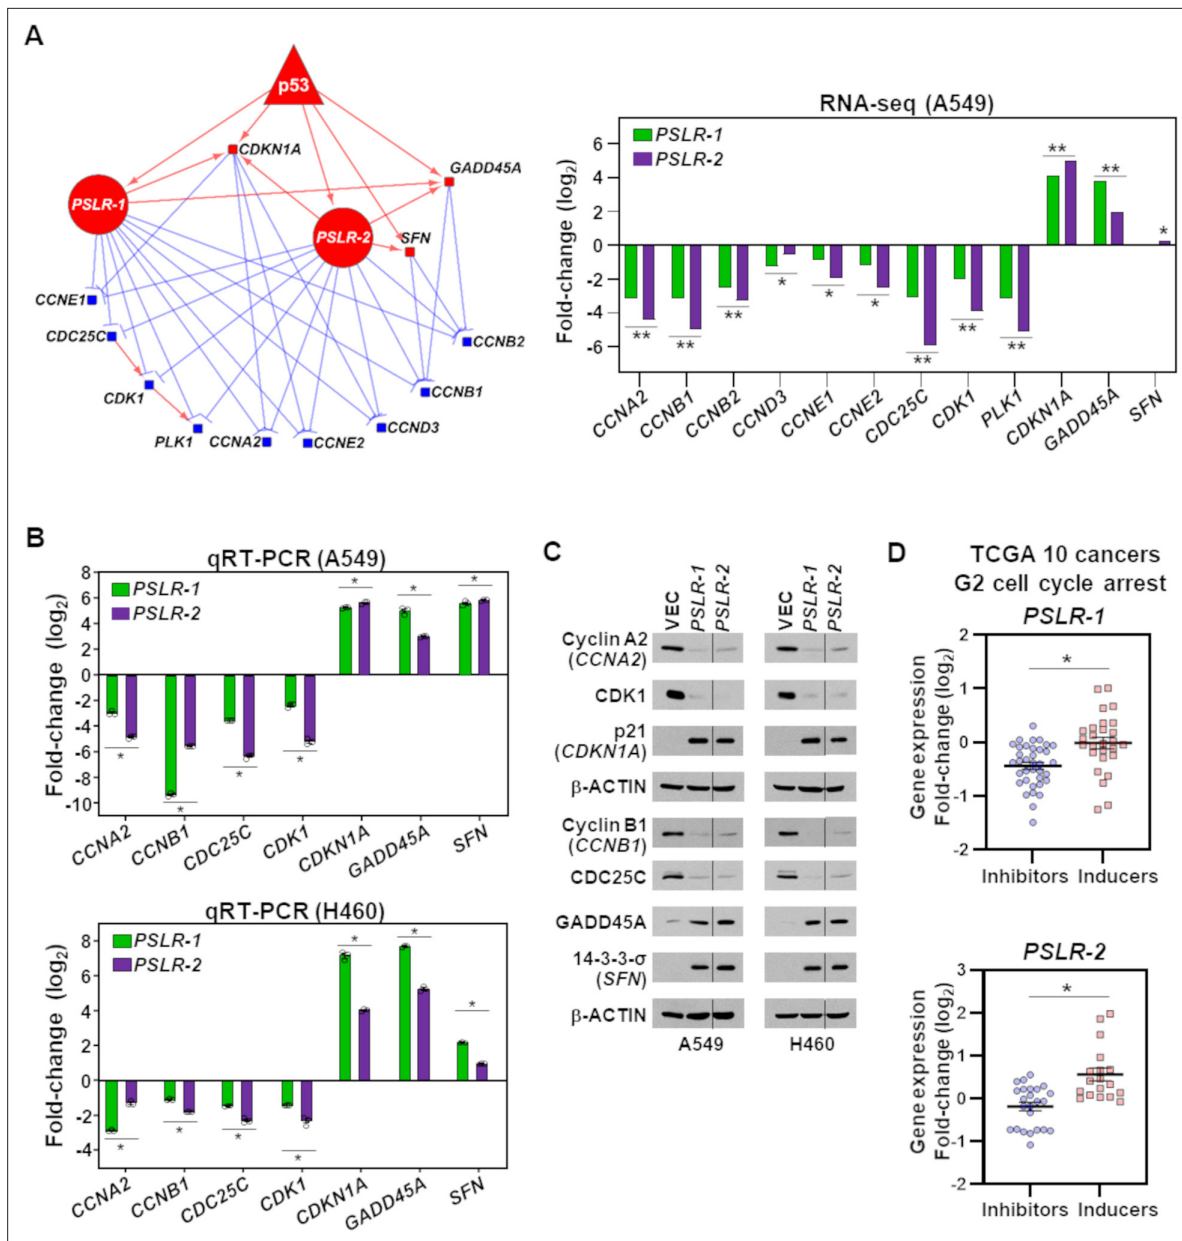 A
p53
CDKN1A
GADD45A
PSLR-1
PSLR-2
SFN
CCNE1
CDC25C
CCNB2
CDK1
CCNB1
PLK1
CCNA2
CCNE2
CCND3
RNA-seq (A549)
PSLR-1
PSLR-2
Fold-change (log2)
6
4
2
0
-2
-4
-6
**
**
**
*
*
*
**
**
**
**
**
*
CCNA2
CCNB1
CCNB2
CCND3
CCNE1
CCNE2
CDC25C
CDK1
PLK1
CDKN1A
GADD45A
SFN
B
qRT-PCR (A549)
PSLR-1
PSLR-2
Fold-change (log2)
8
6
4
2
0
-2
-4
-6
-8
-10
*
*
*
*
*
*
*
CCNA2
CCNB1
CDC25C
CDK1
CDKN1A
GADD45A
SFN
qRT-PCR (H460)
PSLR-1
PSLR-2
Fold-change (log2)
8
6
4
2
0
-2
-4
*
*
*
*
*
*
*
CCNA2
CCNB1
CDC25C
CDK1
CDKN1A
GADD45A
SFN
C
VEC
PSLR-1
PSLR-2
VEC
PSLR-1
PSLR-2
Cyclin A2
(CCNA2)
CDK1
p21
(CDKN1A)
β-ACTIN
Cyclin B1
(CCNB1)
CDC25C
GADD45A
14-3-3-σ
(SFN)
β-ACTIN
A549
H460
D
TCGA 10 cancers
G2 cell cycle arrest
PSLR-1
Gene expression
Fold-change (log2)
2
1
0
-1
-2
*
Inhibitors
Inducers
PSLR-2
Gene expression
Fold-change (log2)
3
2
1
0
-1
-2
*
Inhibitors
Inducers